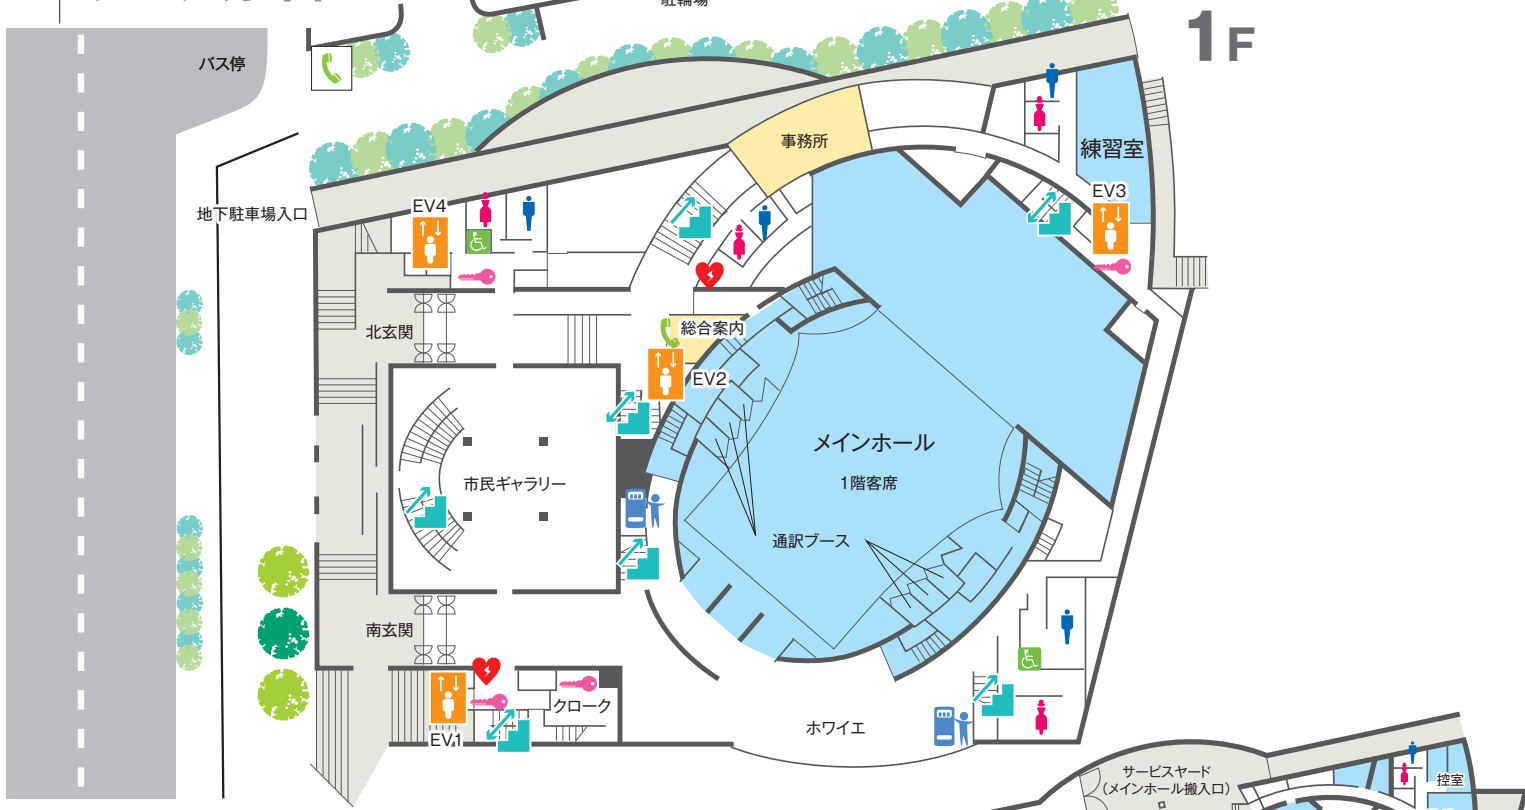 駐輪場
1F
バス停
事務所
練習室
EV3
EV4
地下駐車場入口
北玄関
総合案内
EV2
メインホール
1階客席
市民ギャラリー
通訳ブース
南玄関
クローク
EV1
ホワイエ
サービスヤード
(メインホール搬入口)
控室